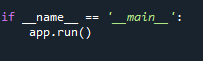 if __name__ == '__main__':
    app.run()